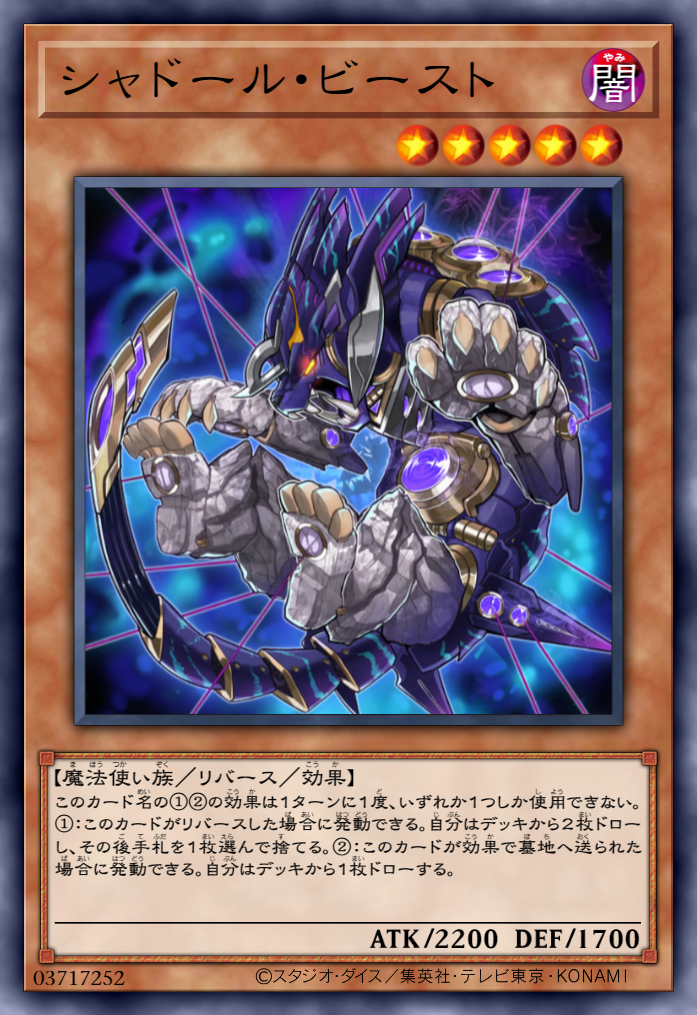 シャドール・ビースト
闇
【魔法使い族／リバース／効果】
このカード名の①②の効果は1ターンに1度、いずれか1つしか使用できない。
①：このカードがリバースした場合に発動できる。自分はデッキから2枚ドロー
し、その後手札を1枚選んで捨てる。②：このカードが効果で墓地へ送られた
場合に発動できる。自分はデッキから1枚ドローする。
ATK/2200 DEF/1700
03717252 ©スタジオ・ダイス／集英社・テレビ東京・KONAMI